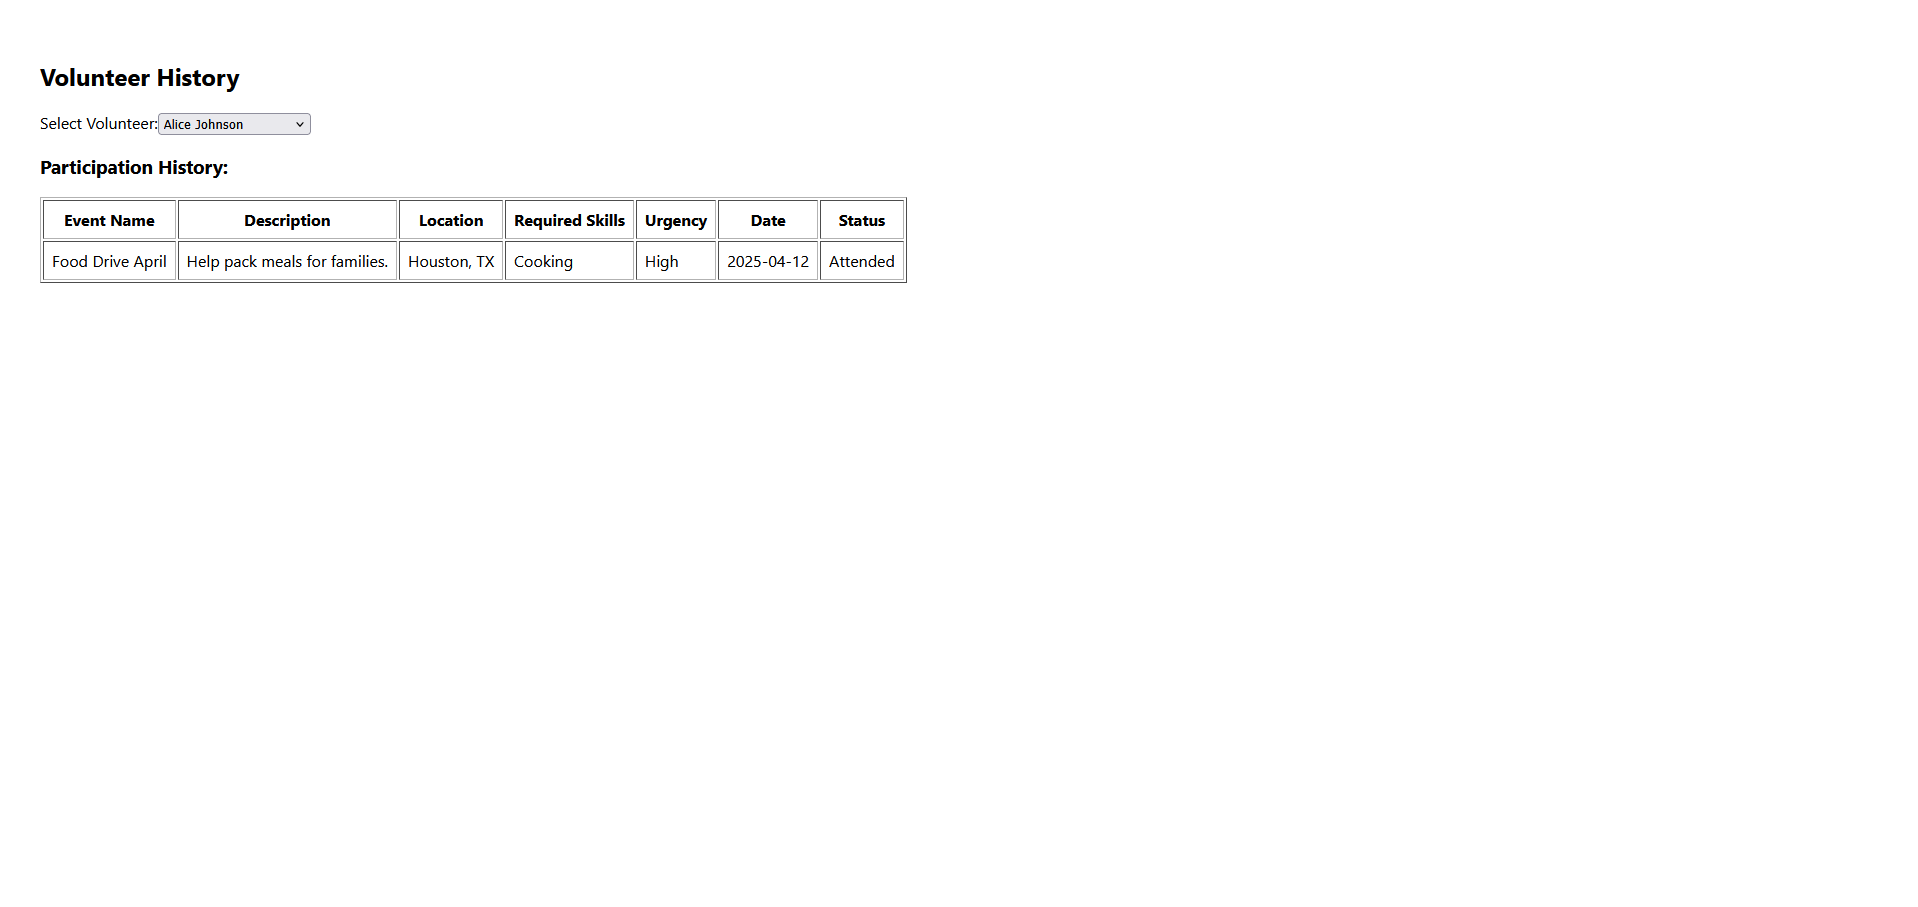 Volunteer History
Select Volunteer: Alice Johnson
Participation History:
Event Name Description Location Required Skills Urgency Date Status
Food Drive April Help pack meals for families. Houston, TX Cooking High 2025-04-12 Attended